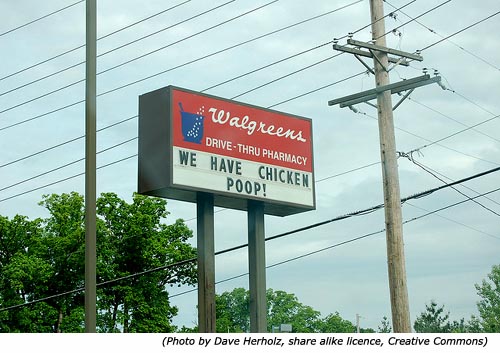 Walgreens
DRIVE-THRU PHARMACY
WE HAVE CHICKEN
POOP!
(Photo by Dave Herholz, share alike licence, Creative Commons)